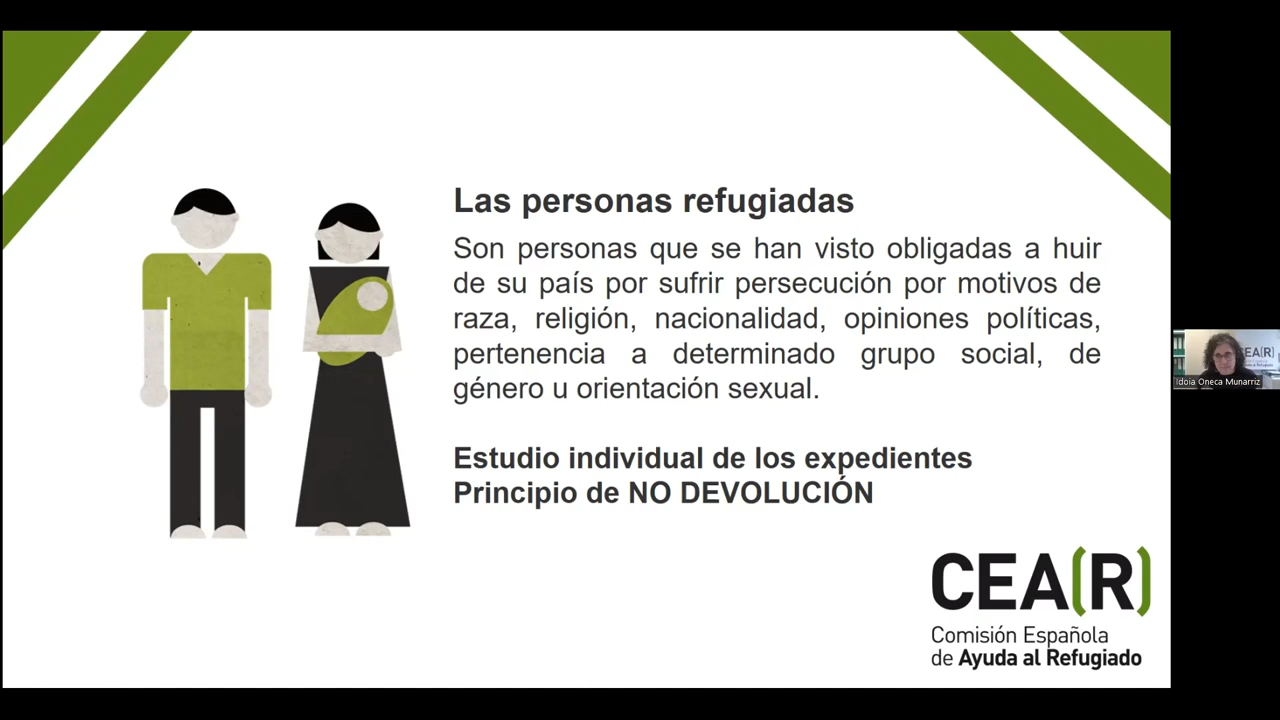 Las personas refugiadas
Son personas que se han visto obligadas a huir
de su país por sufrir persecución por motivos de
raza, religión, nacionalidad, opiniones políticas,
pertenencia a determinado grupo social, de
género u orientación sexual.
Estudio individual de los expedientes
Principio de NO DEVOLUCIÓN
CEA(R)
Comisión Española
de Ayuda al Refugiado
EA(R)
Idoia Oneca Munarriz